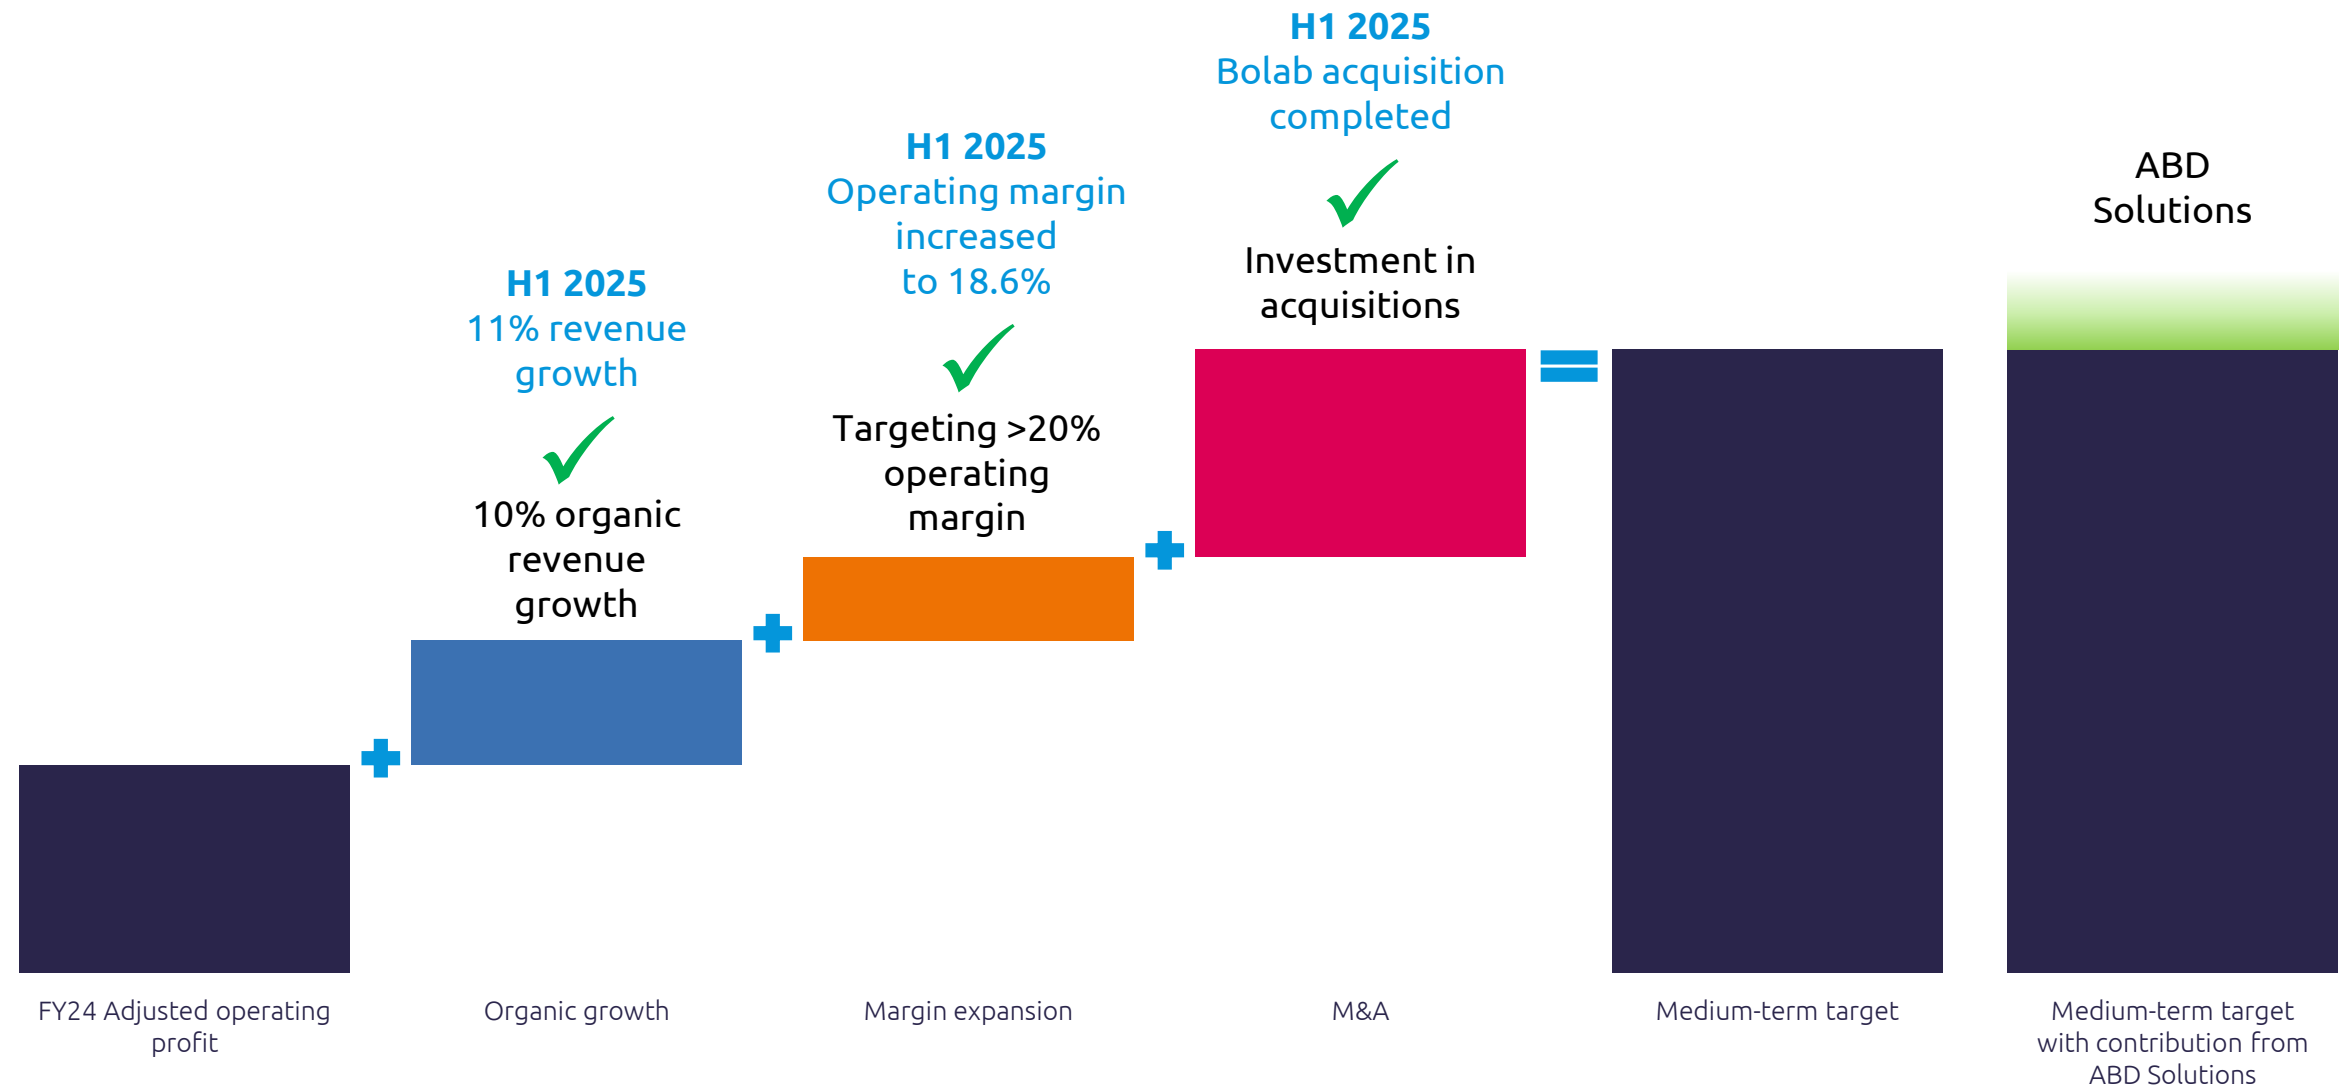 H1 2025
Bolab acquisition
completed
Investment in
acquisitions
H1 2025
Operating margin
increased
to 18.6%
Targeting >20%
operating
margin
H1 2025
11% revenue
growth
10% organic
revenue
growth
ABD
Solutions
FY24 Adjusted operating
profit
Organic growth
Margin expansion
M&A
Medium-term target
Medium-term target
with contribution from
ABD Solutions